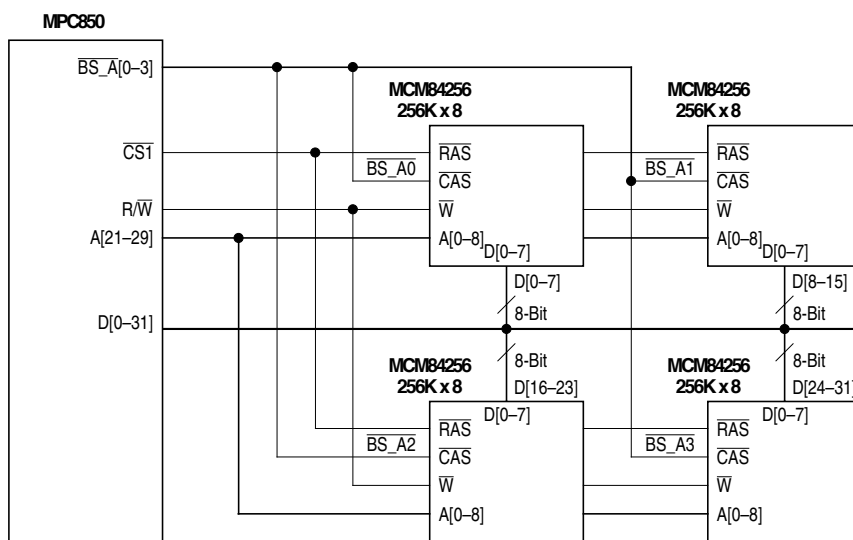 MPC850
BS_A[0–3]
CS1
R/W
A[21–29]
D[0–31]
MCM84256
256K x 8
BS_A0
RAS
CAS
W
A[0–8]
D[0–7]
D[0–7]
8-Bit
MCM84256
256K x 8
BS_A1
RAS
CAS
W
A[0–8]
D[0–7]
D[8–15]
8-Bit
MCM84256
256K x 8
8-Bit
D[16–23]
D[0–7]
BS_A2
RAS
CAS
W
A[0–8]
MCM84256
256K x 8
8-Bit
D[24–31]
D[0–7]
BS_A3
RAS
CAS
W
A[0–8]